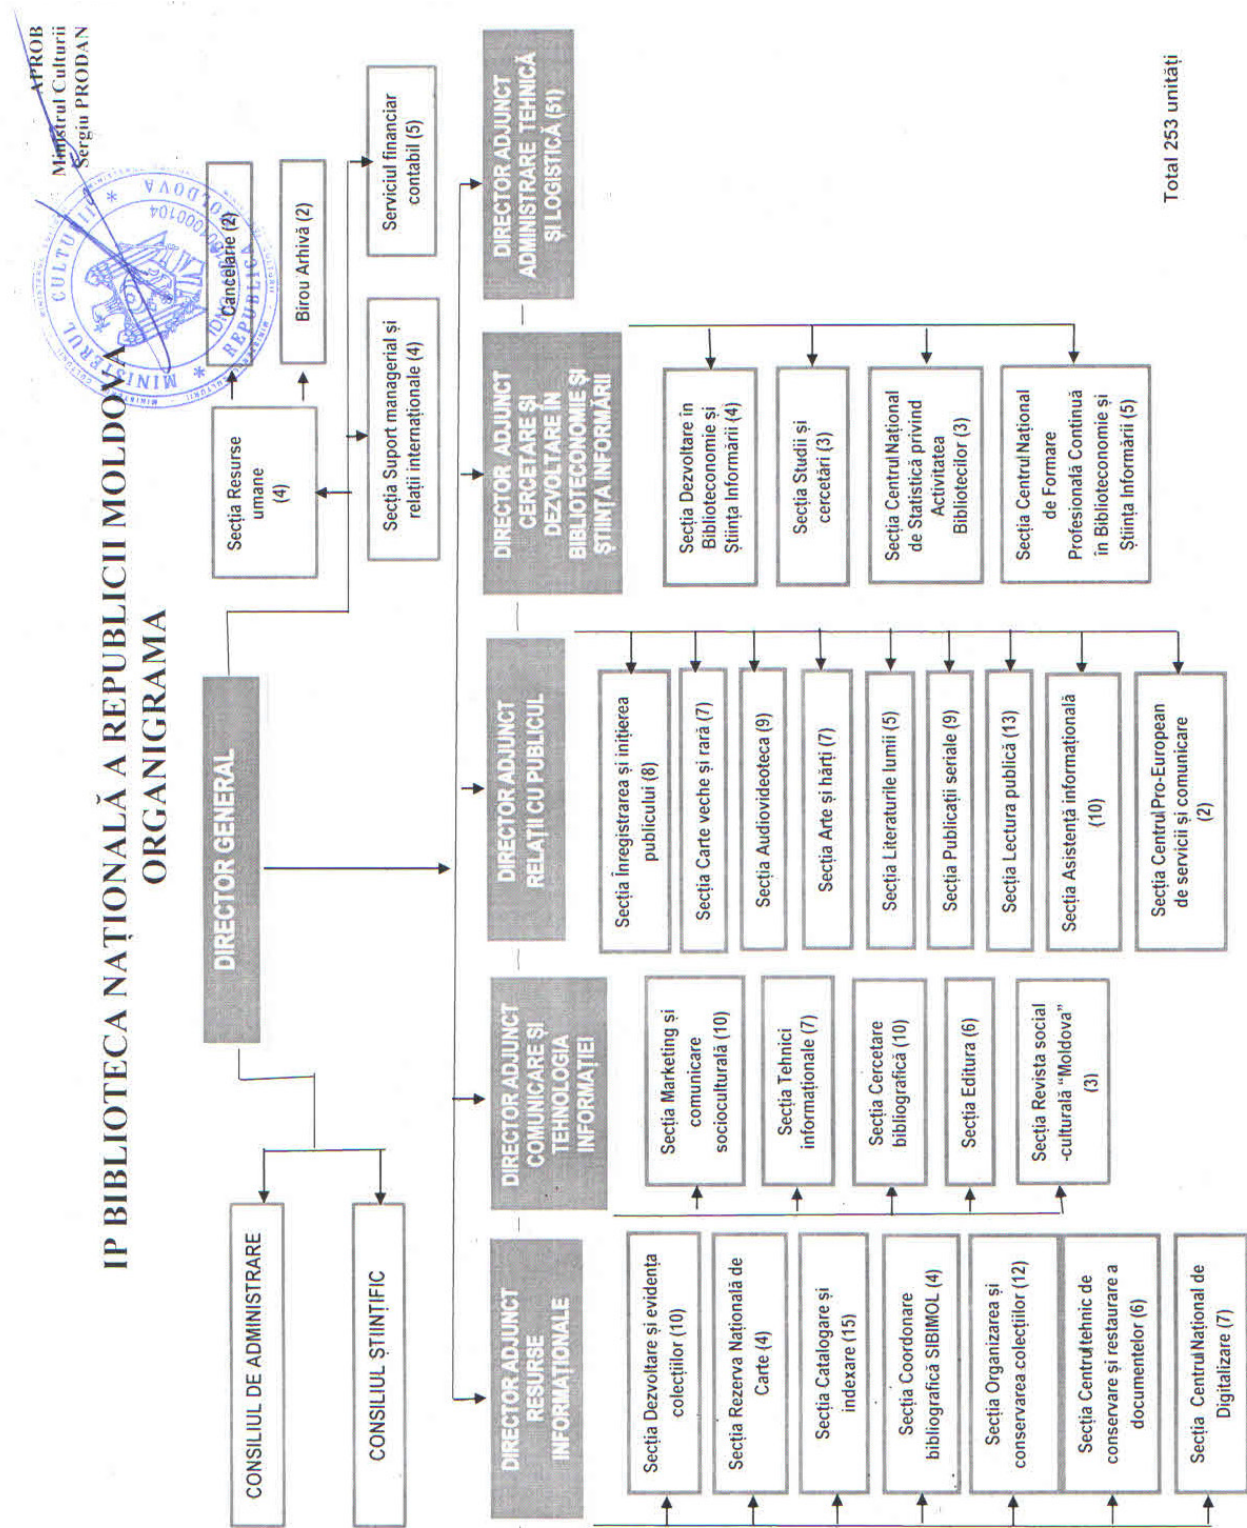 APROB
Ministrul Culturii
Sergiu PRODAN
IP BIBLIOTECA NAȚIONALĂ A REPUBLICII MOLDOVA
ORGANIGRAMA
MINISTERUL CULTURII * REPUBLICA MOLDOVA *
DIRECTOR GENERAL
CONSILIUL DE ADMINISTRARE
CONSILIUL ȘTIINȚIFIC
Secția Resurse
umane
(4)
Cancelarie (2)
Birou Arhivă (2)
Secția Suport managerial și
relații internaționale (4)
Serviciul financiar
contabil (5)
DIRECTOR ADJUNCT
RESURSE
INFORMAȚIONALE
Secția Dezvoltare și evidența
colecțiilor (10)
Secția Rezerva Națională de
Carte (4)
Secția Catalogare și
indexare (15)
Secția Coordonare
bibliografică SIBIMOL (4)
Secția Organizarea și
conservarea colecțiilor (12)
Secția Centrul tehnic de
conservare și restaurare a
documentelor (6)
Secția Centrul Național de
Digitalizare (7)
DIRECTOR ADJUNCT
COMUNICARE ȘI
TEHNOLOGIA
INFORMAȚIEI
Secția Marketing și
comunicare
socioculturală (10)
Secția Tehnici
informaționale (7)
Secția Cercetare
bibliografică (10)
Secția Editura (6)
Secția Revista social
-culturală “Moldova”
(3)
DIRECTOR ADJUNCT
RELAȚII CU PUBLICUL
Secția Înregistrarea și inițierea
publicului (8)
Secția Carte veche și rară (7)
Secția Audiovideoteca (9)
Secția Arte și hărți (7)
Secția Literaturile lumii (5)
Secția Publicații seriale (9)
Secția Lectura publică (13)
Secția Asistență informațională
(10)
Secția Centrul Pro-European
de servicii și comunicare
(2)
DIRECTOR ADJUNCT
CERCETARE ȘI
DEZVOLTARE ÎN
BIBLIOTECONOMIE ȘI
ȘTIINȚA INFORMĂRII
Secția Dezvoltare în
Biblioteconomie și
Știința Informării (4)
Secția Studii și
cercetări (3)
Secția Centrul Național
de Statistică privind
Activitatea
Bibliotecilor (3)
Secția Centrul Național
de Formare
Profesională Continuă
în Biblioteconomie și
Știința Informării (5)
DIRECTOR ADJUNCT
ADMINISTRARE TEHNICĂ
ȘI LOGISTICĂ (51)
Total 253 unități